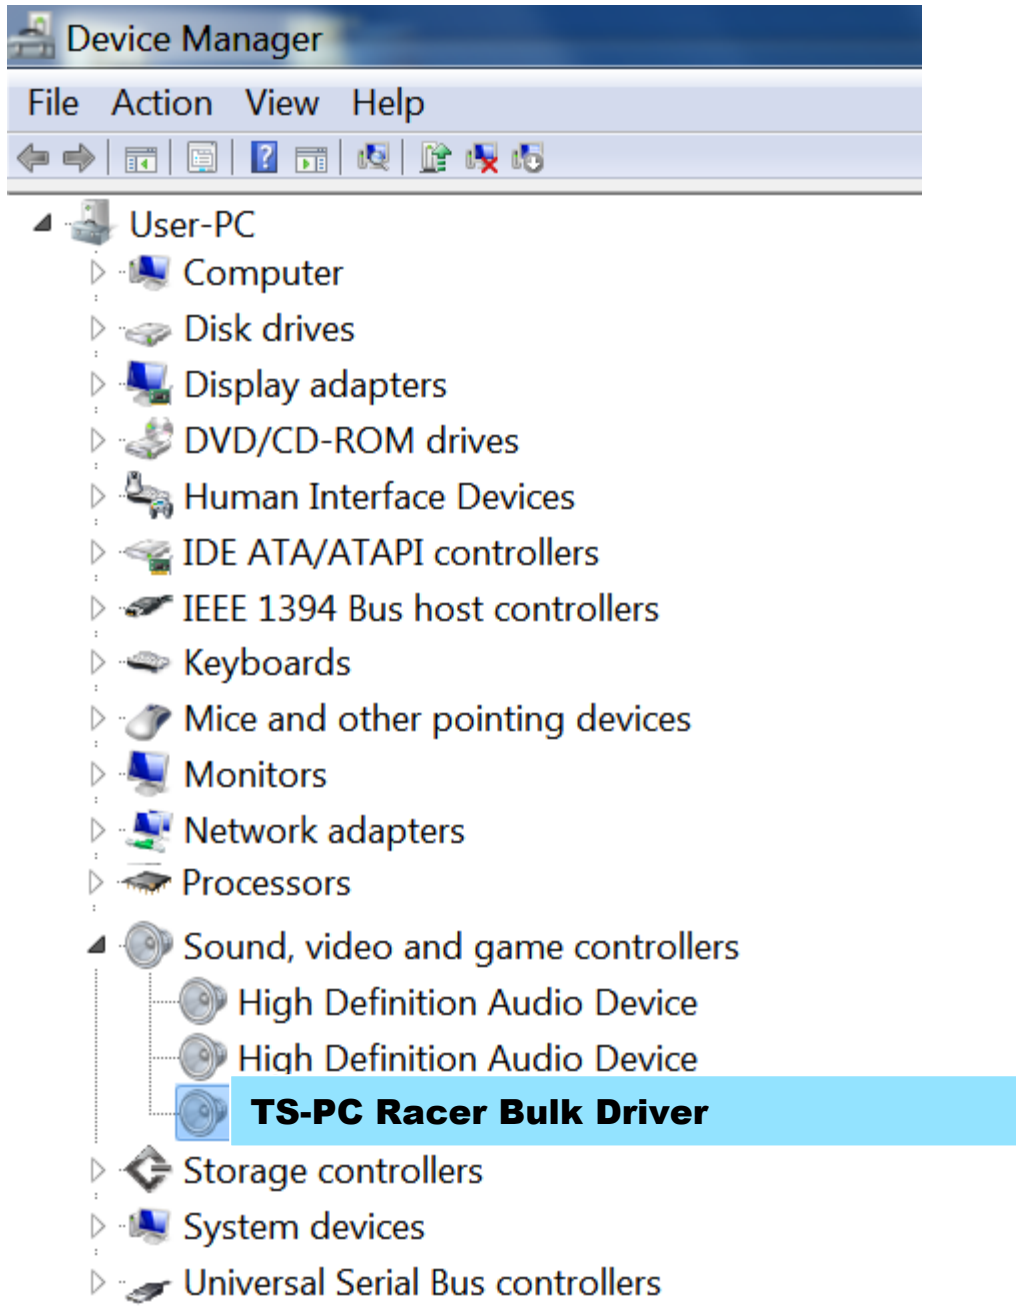 Device Manager
File Action View Help
User-PC
Computer
Disk drives
Display adapters
DVD/CD-ROM drives
Human Interface Devices
IDE ATA/ATAPI controllers
IEEE 1394 Bus host controllers
Keyboards
Mice and other pointing devices
Monitors
Network adapters
Processors
Sound, video and game controllers
High Definition Audio Device
High Definition Audio Device
TS-PC Racer Bulk Driver
Storage controllers
System devices
Universal Serial Bus controllers